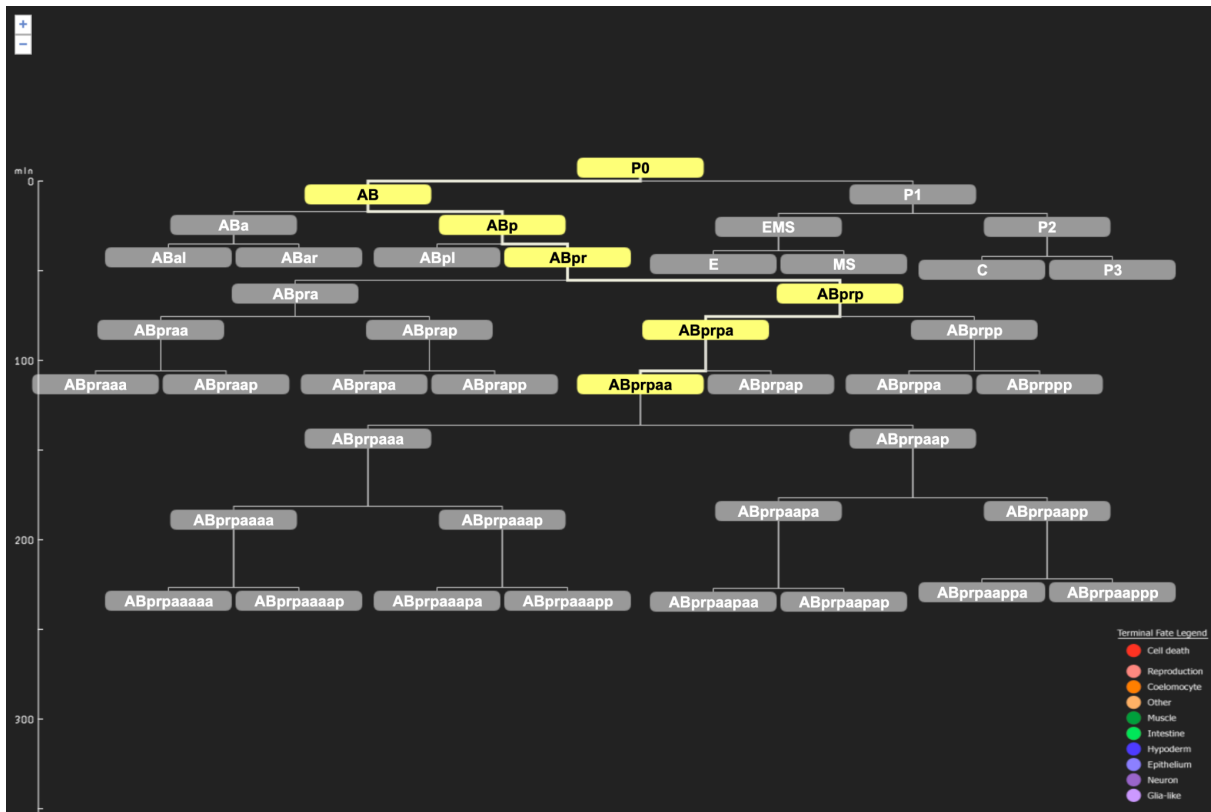 +
−
min
P0
0
AB P1
ABa ABp EMS P2
ABal ABar ABpl ABpr E MS C P3
ABpra ABprp
ABpraa ABprap ABprpa ABprpp
100
ABpraaa ABpraap ABprapa ABprapp ABprpaa ABprpap ABprppa ABprppp
ABprpaaa ABprpaap
ABprpaaaa ABprpaaap ABprpaapa ABprpaapp
200
ABprpaaaaa ABprpaaaap ABprpaaapa ABprpaaapp ABprpaapaa ABprpaapap ABprpaappa ABprpaappp
300
Terminal Fate Legend
Cell death
Reproduction
Coelomocyte
Other
Muscle
Intestine
Hypoderm
Epithelium
Neuron
Glia-like